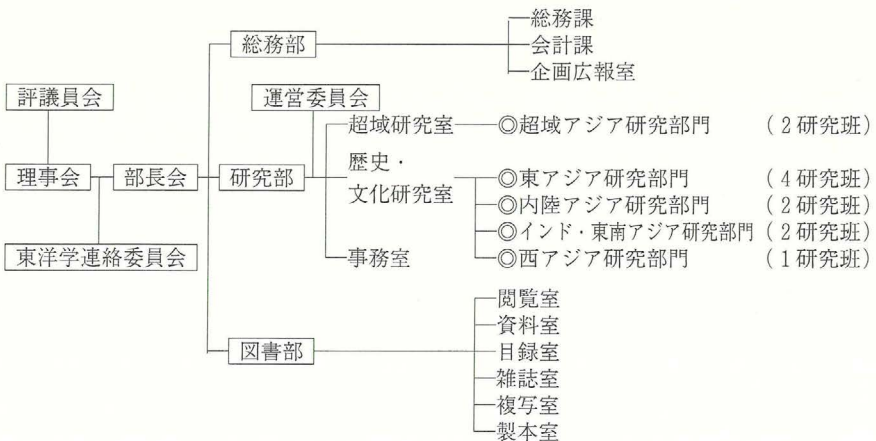 総務部
総務課
会計課
企画広報室
評議員会
運営委員会
超域研究室
◎超域アジア研究部門 (2研究班)
理事会
部長会
研究部
歴史・
文化研究室
◎東アジア研究部門 (4研究班)
◎内陸アジア研究部門 (2研究班)
◎インド・東南アジア研究部門 (2研究班)
◎西アジア研究部門 (1研究班)
東洋学連絡委員会
事務室
図書部
閲覧室
資料室
目録室
雑誌室
複写室
製本室